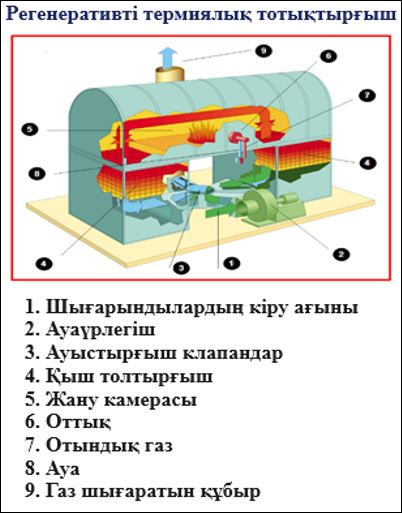 Регенеративті термиялық тотықтырғыш
9
6
5
7
8
4
4
3
1
2
1. Шығарындылардың кіру ағыны
2. Ауаүрлегіш
3. Ауыстырғыш клапандар
4. Қыш толтырғыш
5. Жану камерасы
6. Оттық
7. Отындық газ
8. Ауа
9. Газ шығаратын құбыр